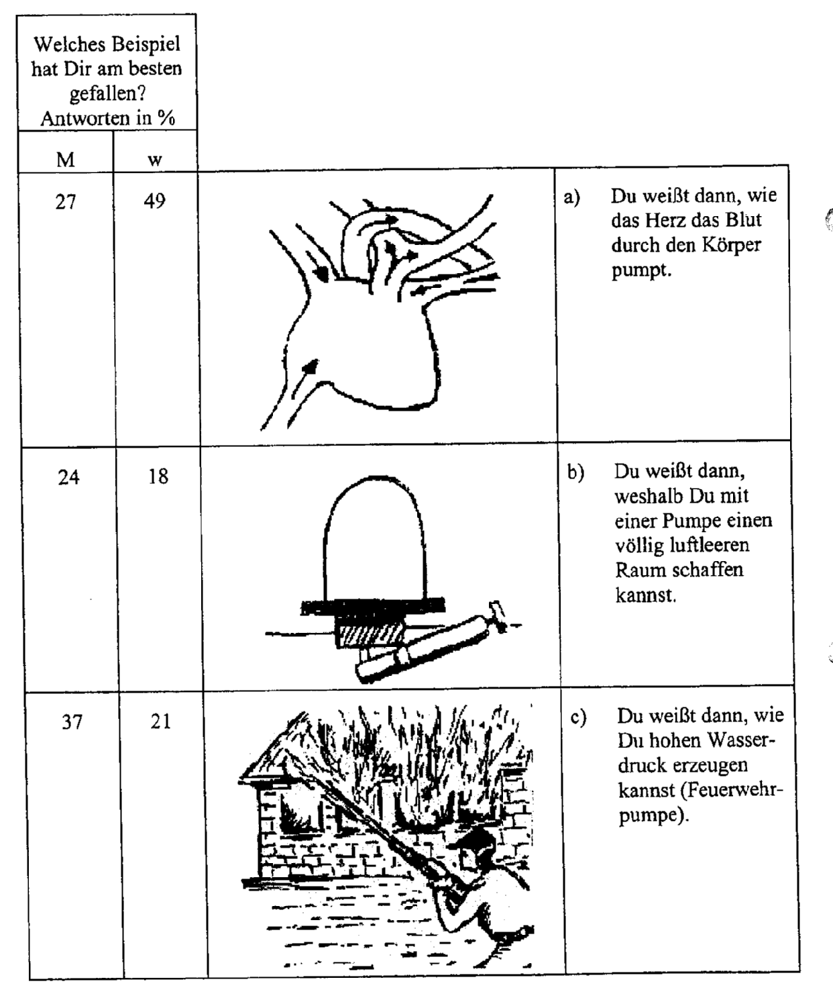 Welches Beispiel
hat Dir am besten
gefallen?
Antworten in %
M w
27 49
a) Du weißt dann, wie
das Herz das Blut
durch den Körper
pumpt.
24 18
b) Du weißt dann,
weshalb Du mit
einer Pumpe einen
völlig luftleeren
Raum schaffen
kannst.
37 21
c) Du weißt dann, wie
Du hohen Wasser-
druck erzeugen
kannst (Feuerwehr-
pumpe).